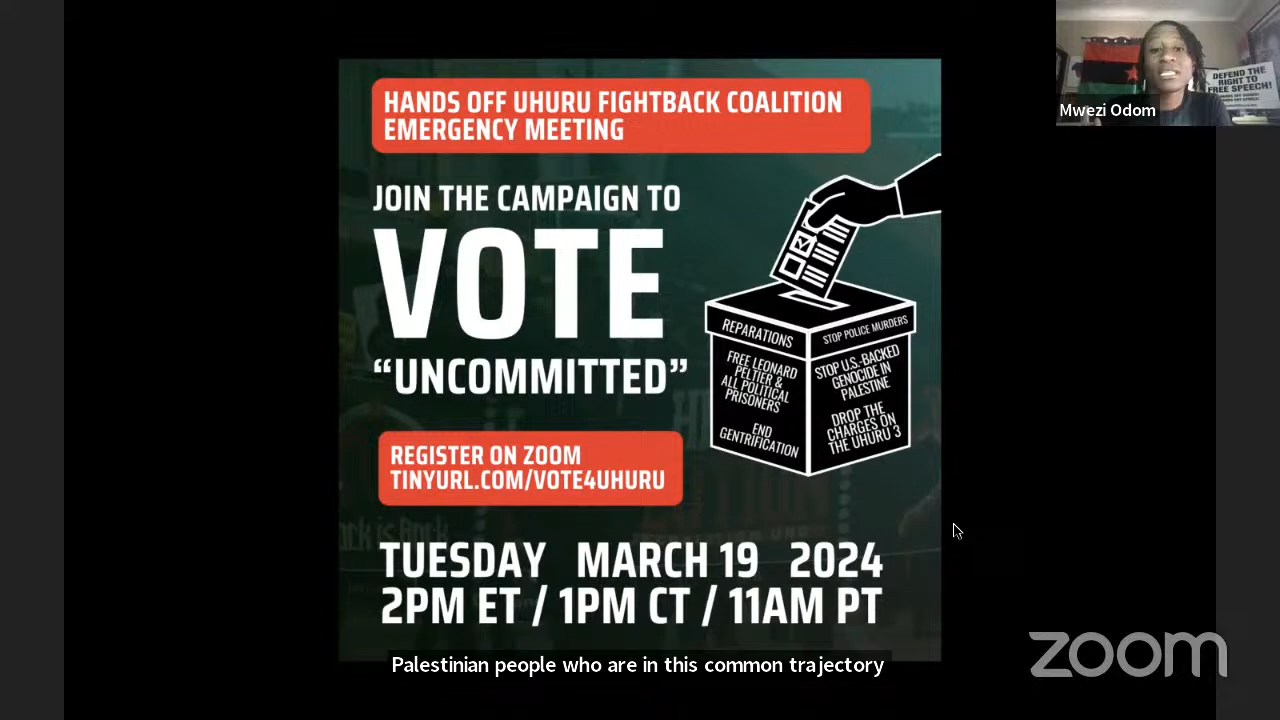 HANDS OFF UHURU FIGHTBACK COALITION
EMERGENCY MEETING
JOIN THE CAMPAIGN TO
VOTE
“UNCOMMITTED”
REPARATIONS
FREE LEONARD
PELTIER &
ALL POLITICAL
PRISONERS
END
GENTRIFICATION
STOP POLICE MURDERS
STOP U.S.-BACKED
GENOCIDE IN
PALESTINE
DROP THE
CHARGES ON
THE UHURU 3
REGISTER ON ZOOM
TINYURL.COM/VOTE4UHURU
TUESDAY MARCH 19 2024
2PM ET / 1PM CT / 11AM PT
Palestinian people who are in this common trajectory
DEFEND THE
RIGHT TO
FREE SPEECH!
Mwezi Odom
zoom